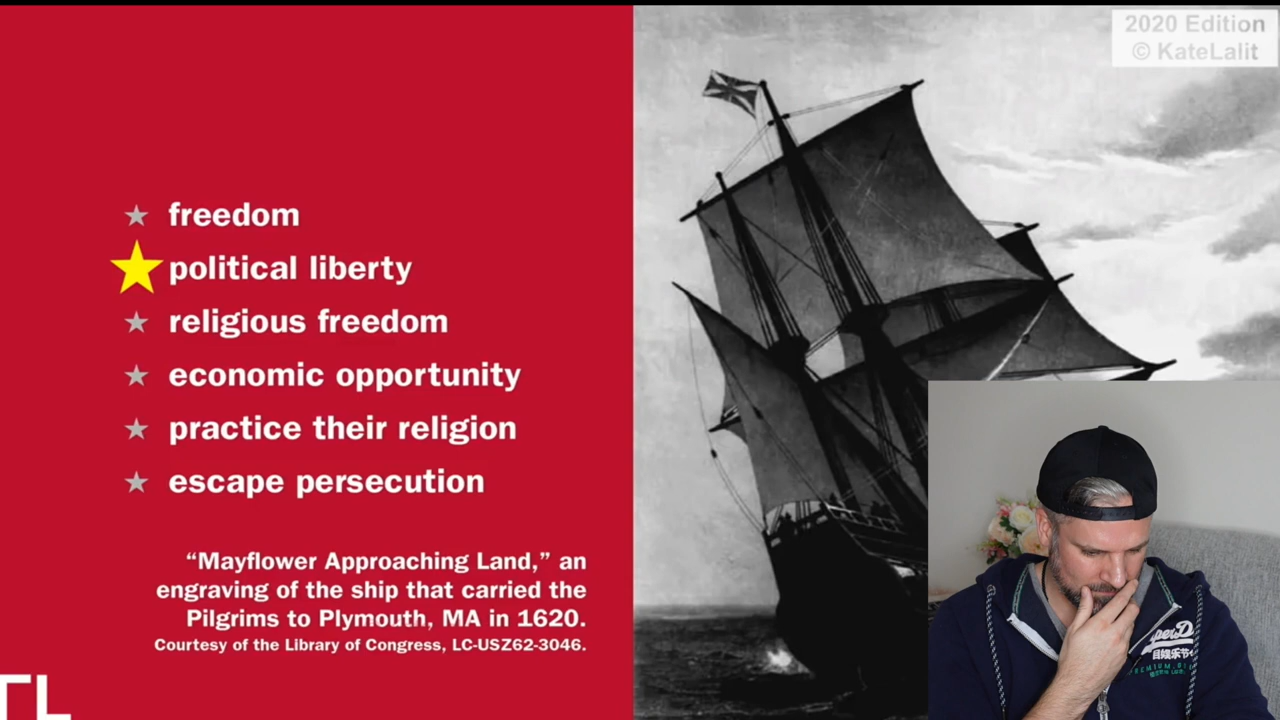 2020 Edition
© KateLalit
freedom
political liberty
religious freedom
economic opportunity
practice their religion
escape persecution
“Mayflower Approaching Land,” an
engraving of the ship that carried the
Pilgrims to Plymouth, MA in 1620.
Courtesy of the Library of Congress, LC-USZ62-3046.